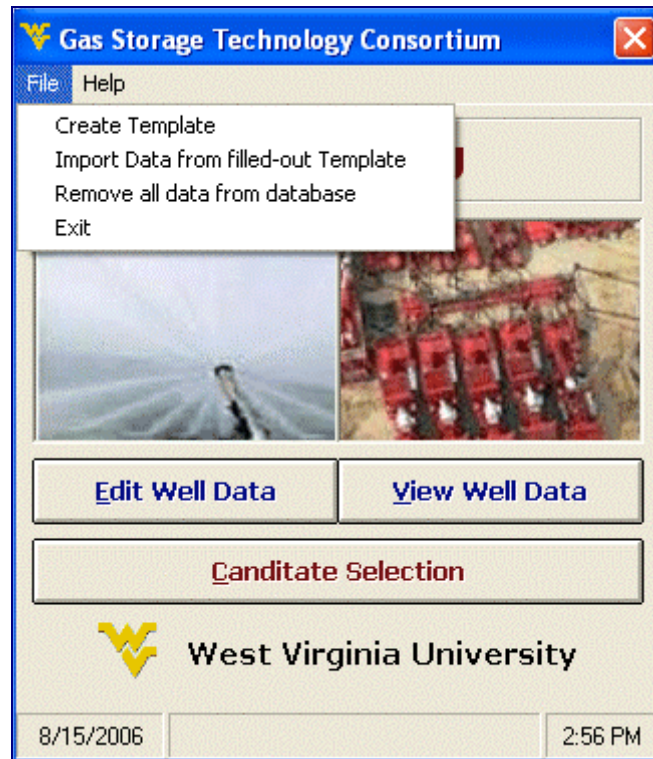 Gas Storage Technology Consortium
File Help
Create Template
Import Data from filled-out Template
Remove all data from database
Exit
Edit Well Data
View Well Data
Canditate Selection
West Virginia University
8/15/2006
2:56 PM